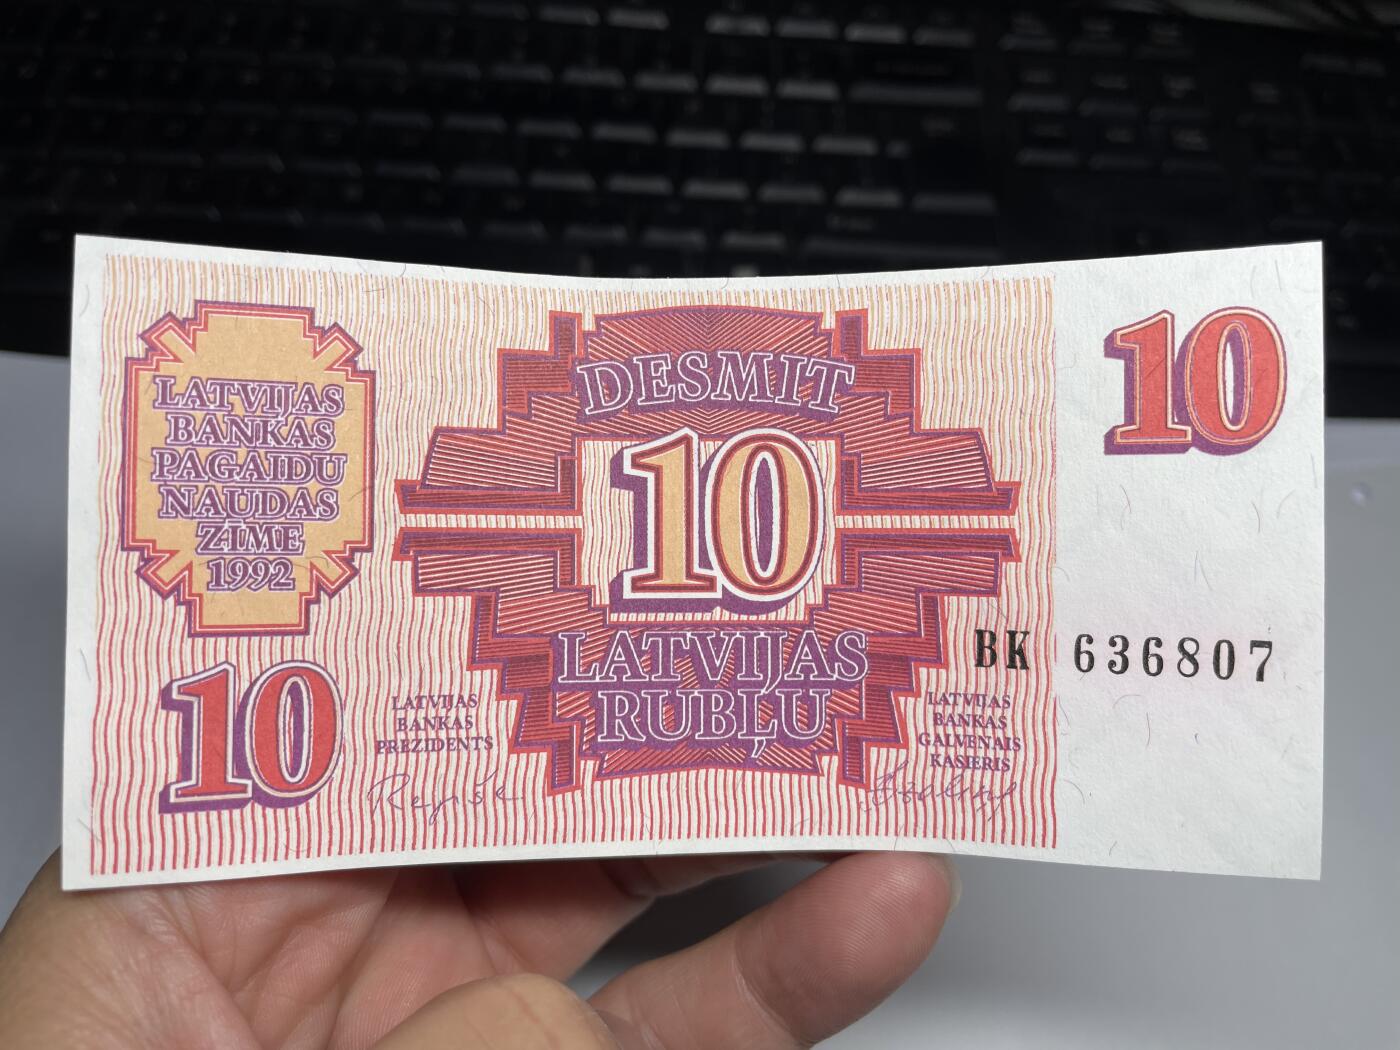 LATVIJAS
BANKAS
PAGAIDU
NAUDAS
ZĪME
1992
DESMIT
10
LATVIJAS
RUBĻU
10
10
BK 636807
LATVIJAS
BANKAS
PREZIDENTS
LATVIJAS
BANKAS
GALVENAIS
KASIERIS
Repše